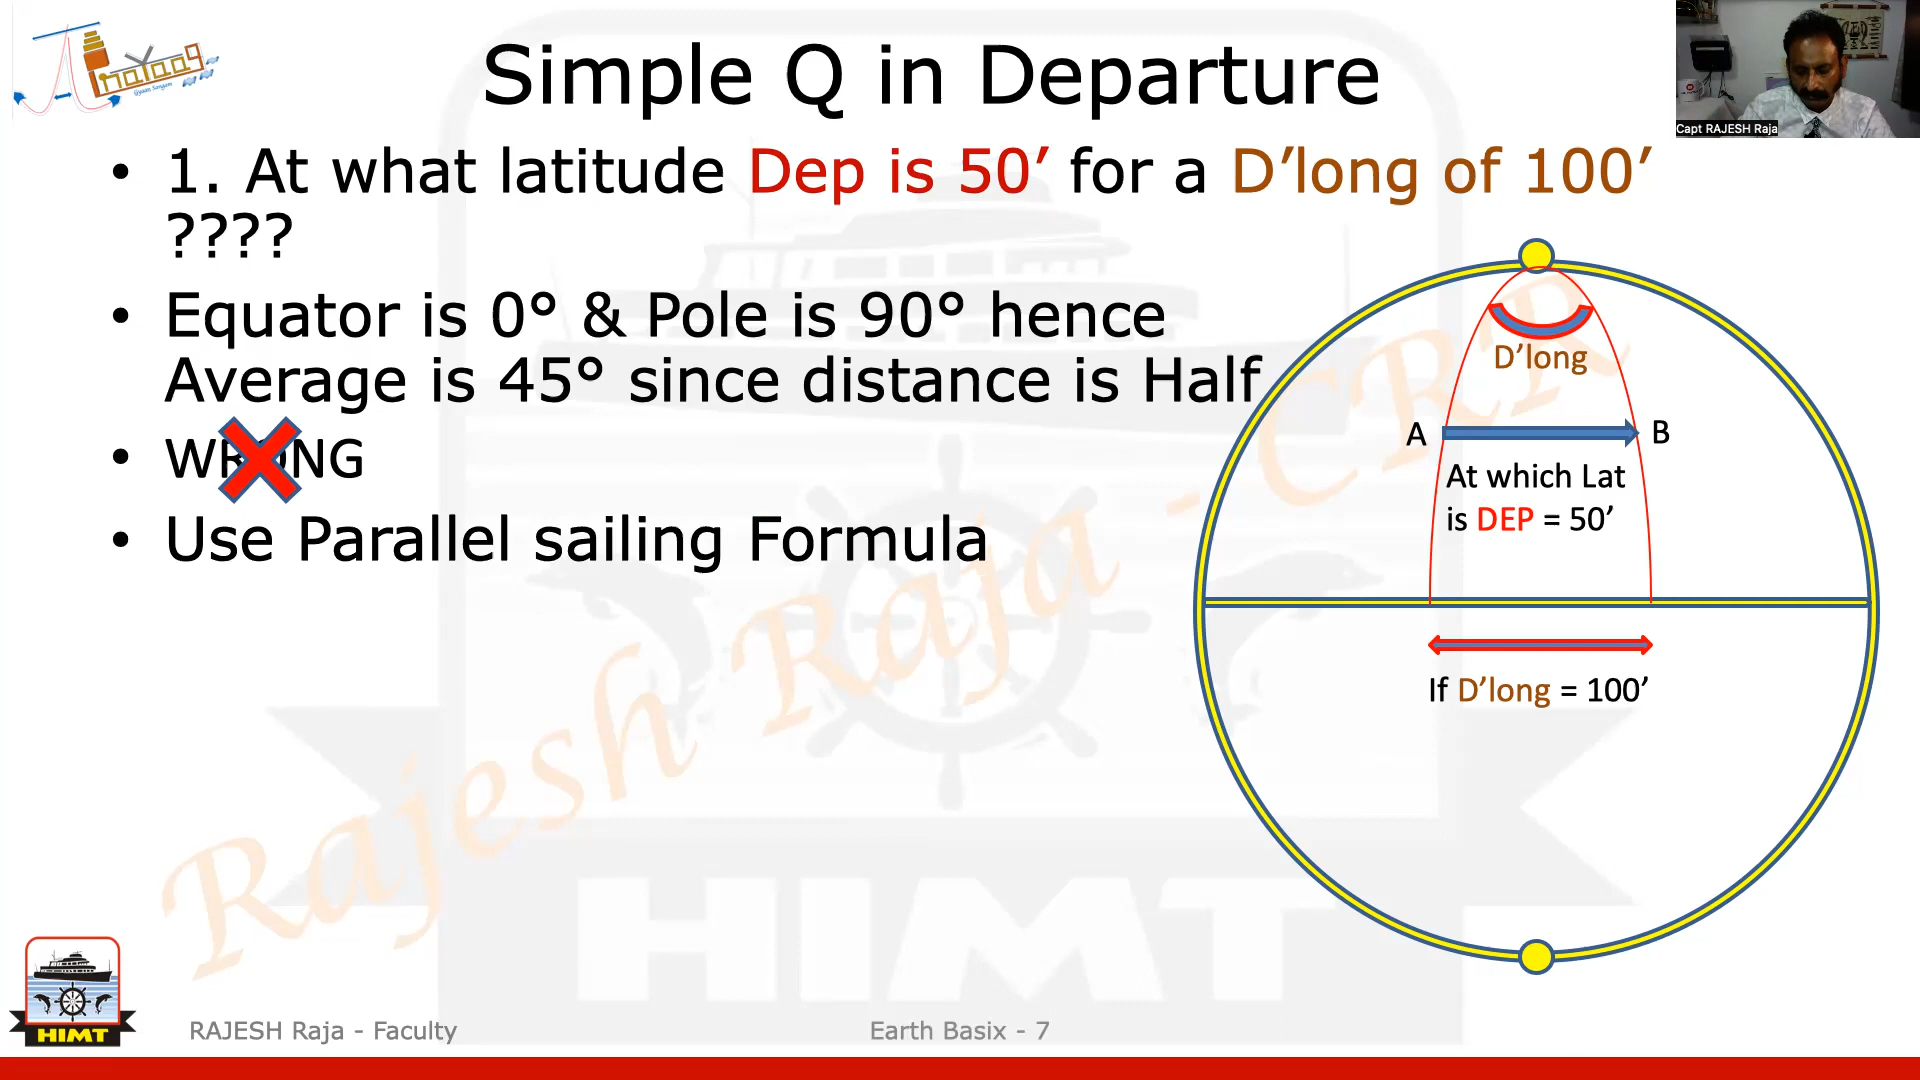 Simple Q in Departure
Capt RAJESH Raja
• 1. At what latitude Dep is 50’ for a D’long of 100’
????
• Equator is 0° & Pole is 90° hence
Average is 45° since distance is Half
• WRONG
• Use Parallel sailing Formula
D’long
A
B
At which Lat
is DEP = 50’
If D’long = 100’
Rajesh Raja - CRR
HIMT
HIMT
RAJESH Raja - Faculty
Earth Basix - 7